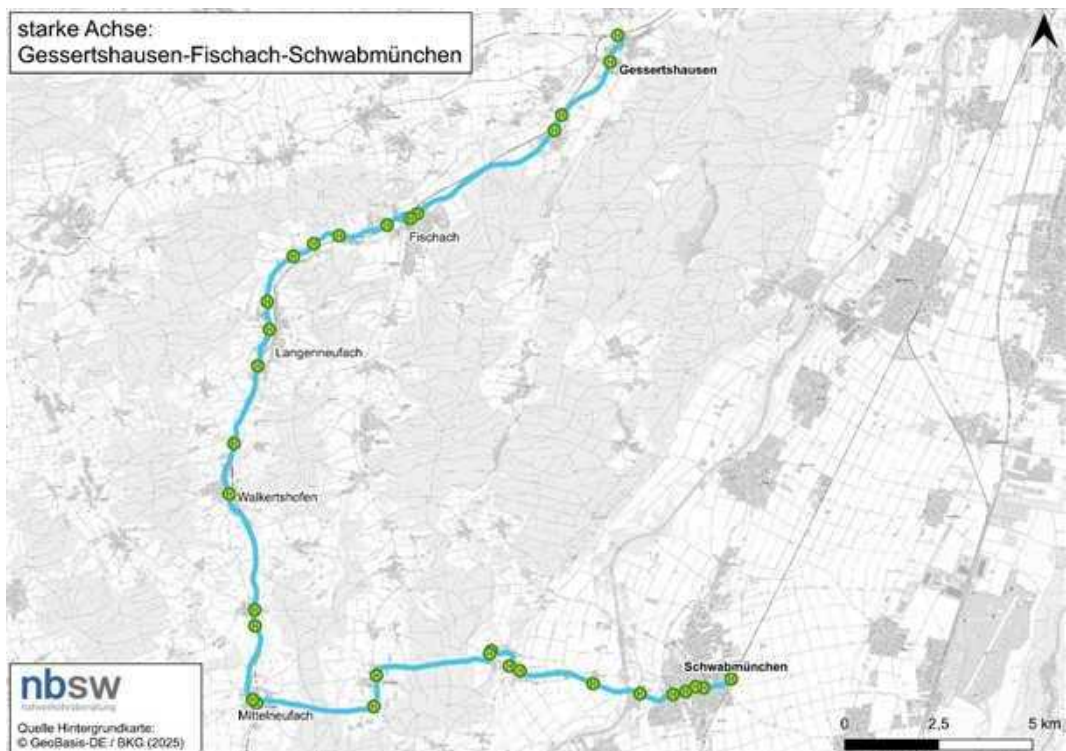 starke Achse:
Gessertshausen-Fischach-Schwabmünchen
Gessertshausen
Fischach
Langenneufach
Walkertshofen
Schwabmünchen
Mittelneufach
nbsw
nahverkehrsberatung
Quelle Hintergrundkarte:
© GeoBasis-DE / BKG (2025)
0 2,5 5 km